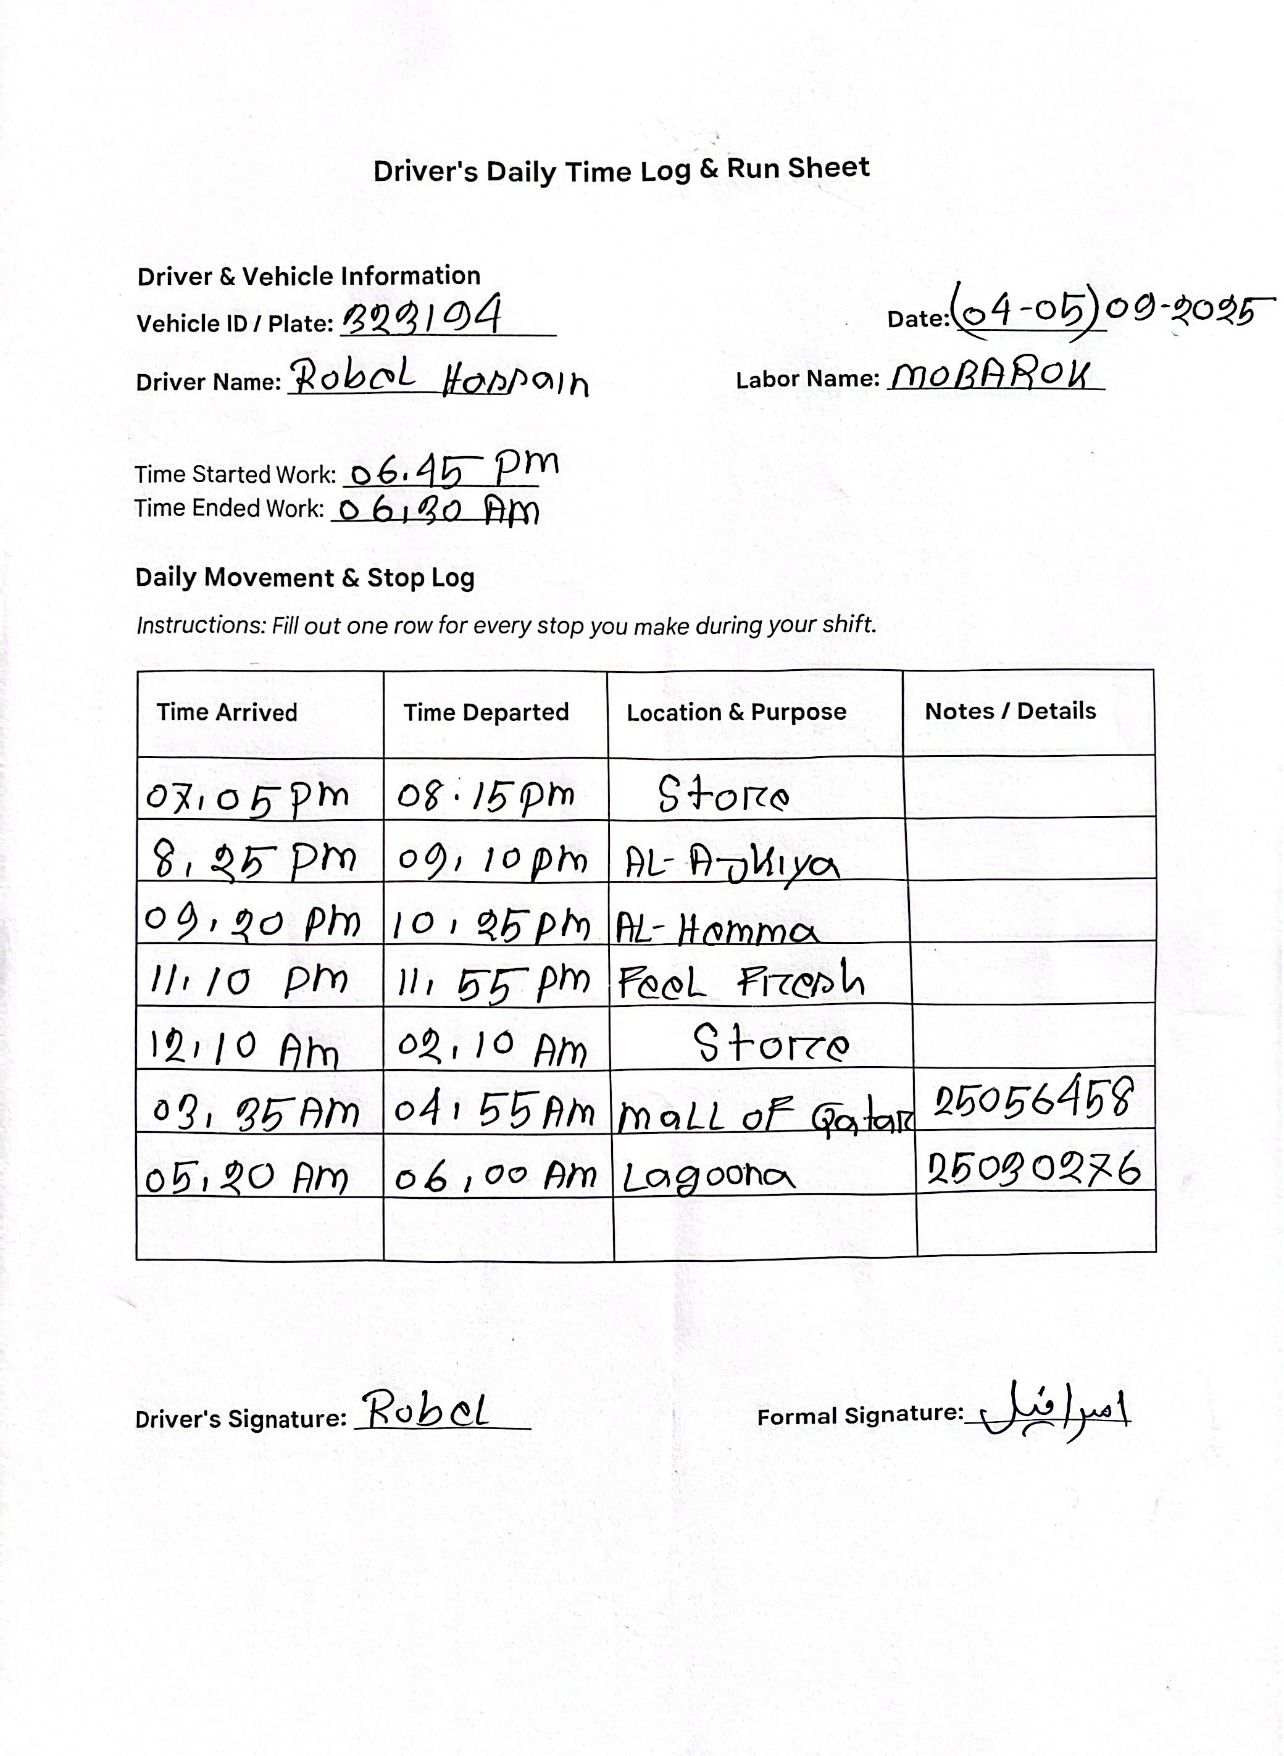 Driver's Daily Time Log & Run Sheet
Driver & Vehicle Information
Vehicle ID / Plate: 323194 Date: (04-05)09-2025
Driver Name: Robel Hossain Labor Name: MOBAROK
Time Started Work: 06.45 PM
Time Ended Work: 06,30 AM
Daily Movement & Stop Log
Instructions: Fill out one row for every stop you make during your shift.
Time Arrived Time Departed Location & Purpose Notes / Details
07,05 pm 08.15 pm Store
8,25 pm 09,10 pm AL-
09,20 pm 10,25 pm AL-Hamma
11,10 pm 11,55 pm Feel Fresh
12,10 Am 02,10 Am Store
03,35 AM 04,55 AM mall of Qatar 25056458
05,20 Am 06,00 Am Lagoona 25030276
Driver's Signature: Robel Formal Signature: